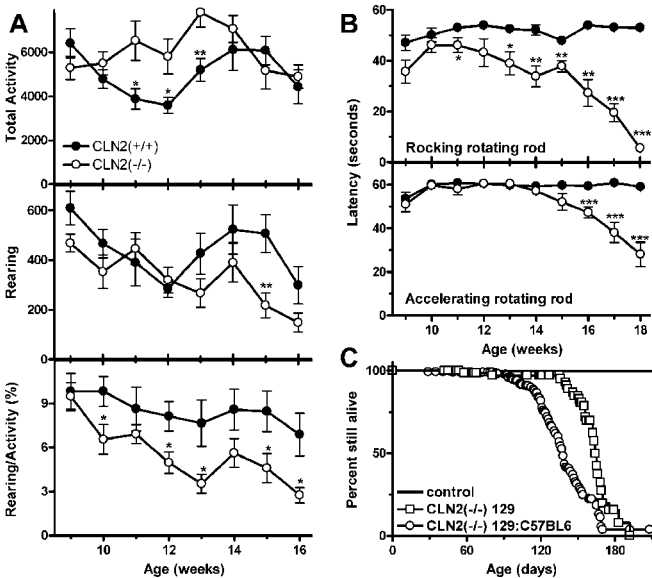 A
Total Activity
6000
4000
2000
0
* * **
CLN2(+/+)
CLN2(-/-)
Rearing
600
400
200
0
**
Rearing/Activity (%)
9
6
3
0
* * * * *
10 12 14 16
Age (weeks)
B
Latency (seconds)
60
40
20
0
* * ** ** ** *** ***
Rocking rotating rod
60
40
20
0
*** *** ***
Accelerating rotating rod
10 12 14 16 18
Age (weeks)
C
Percent still alive
100
50
0
control
CLN2(-/-) 129
CLN2(-/-) 129:C57BL6
0 60 120 180
Age (days)